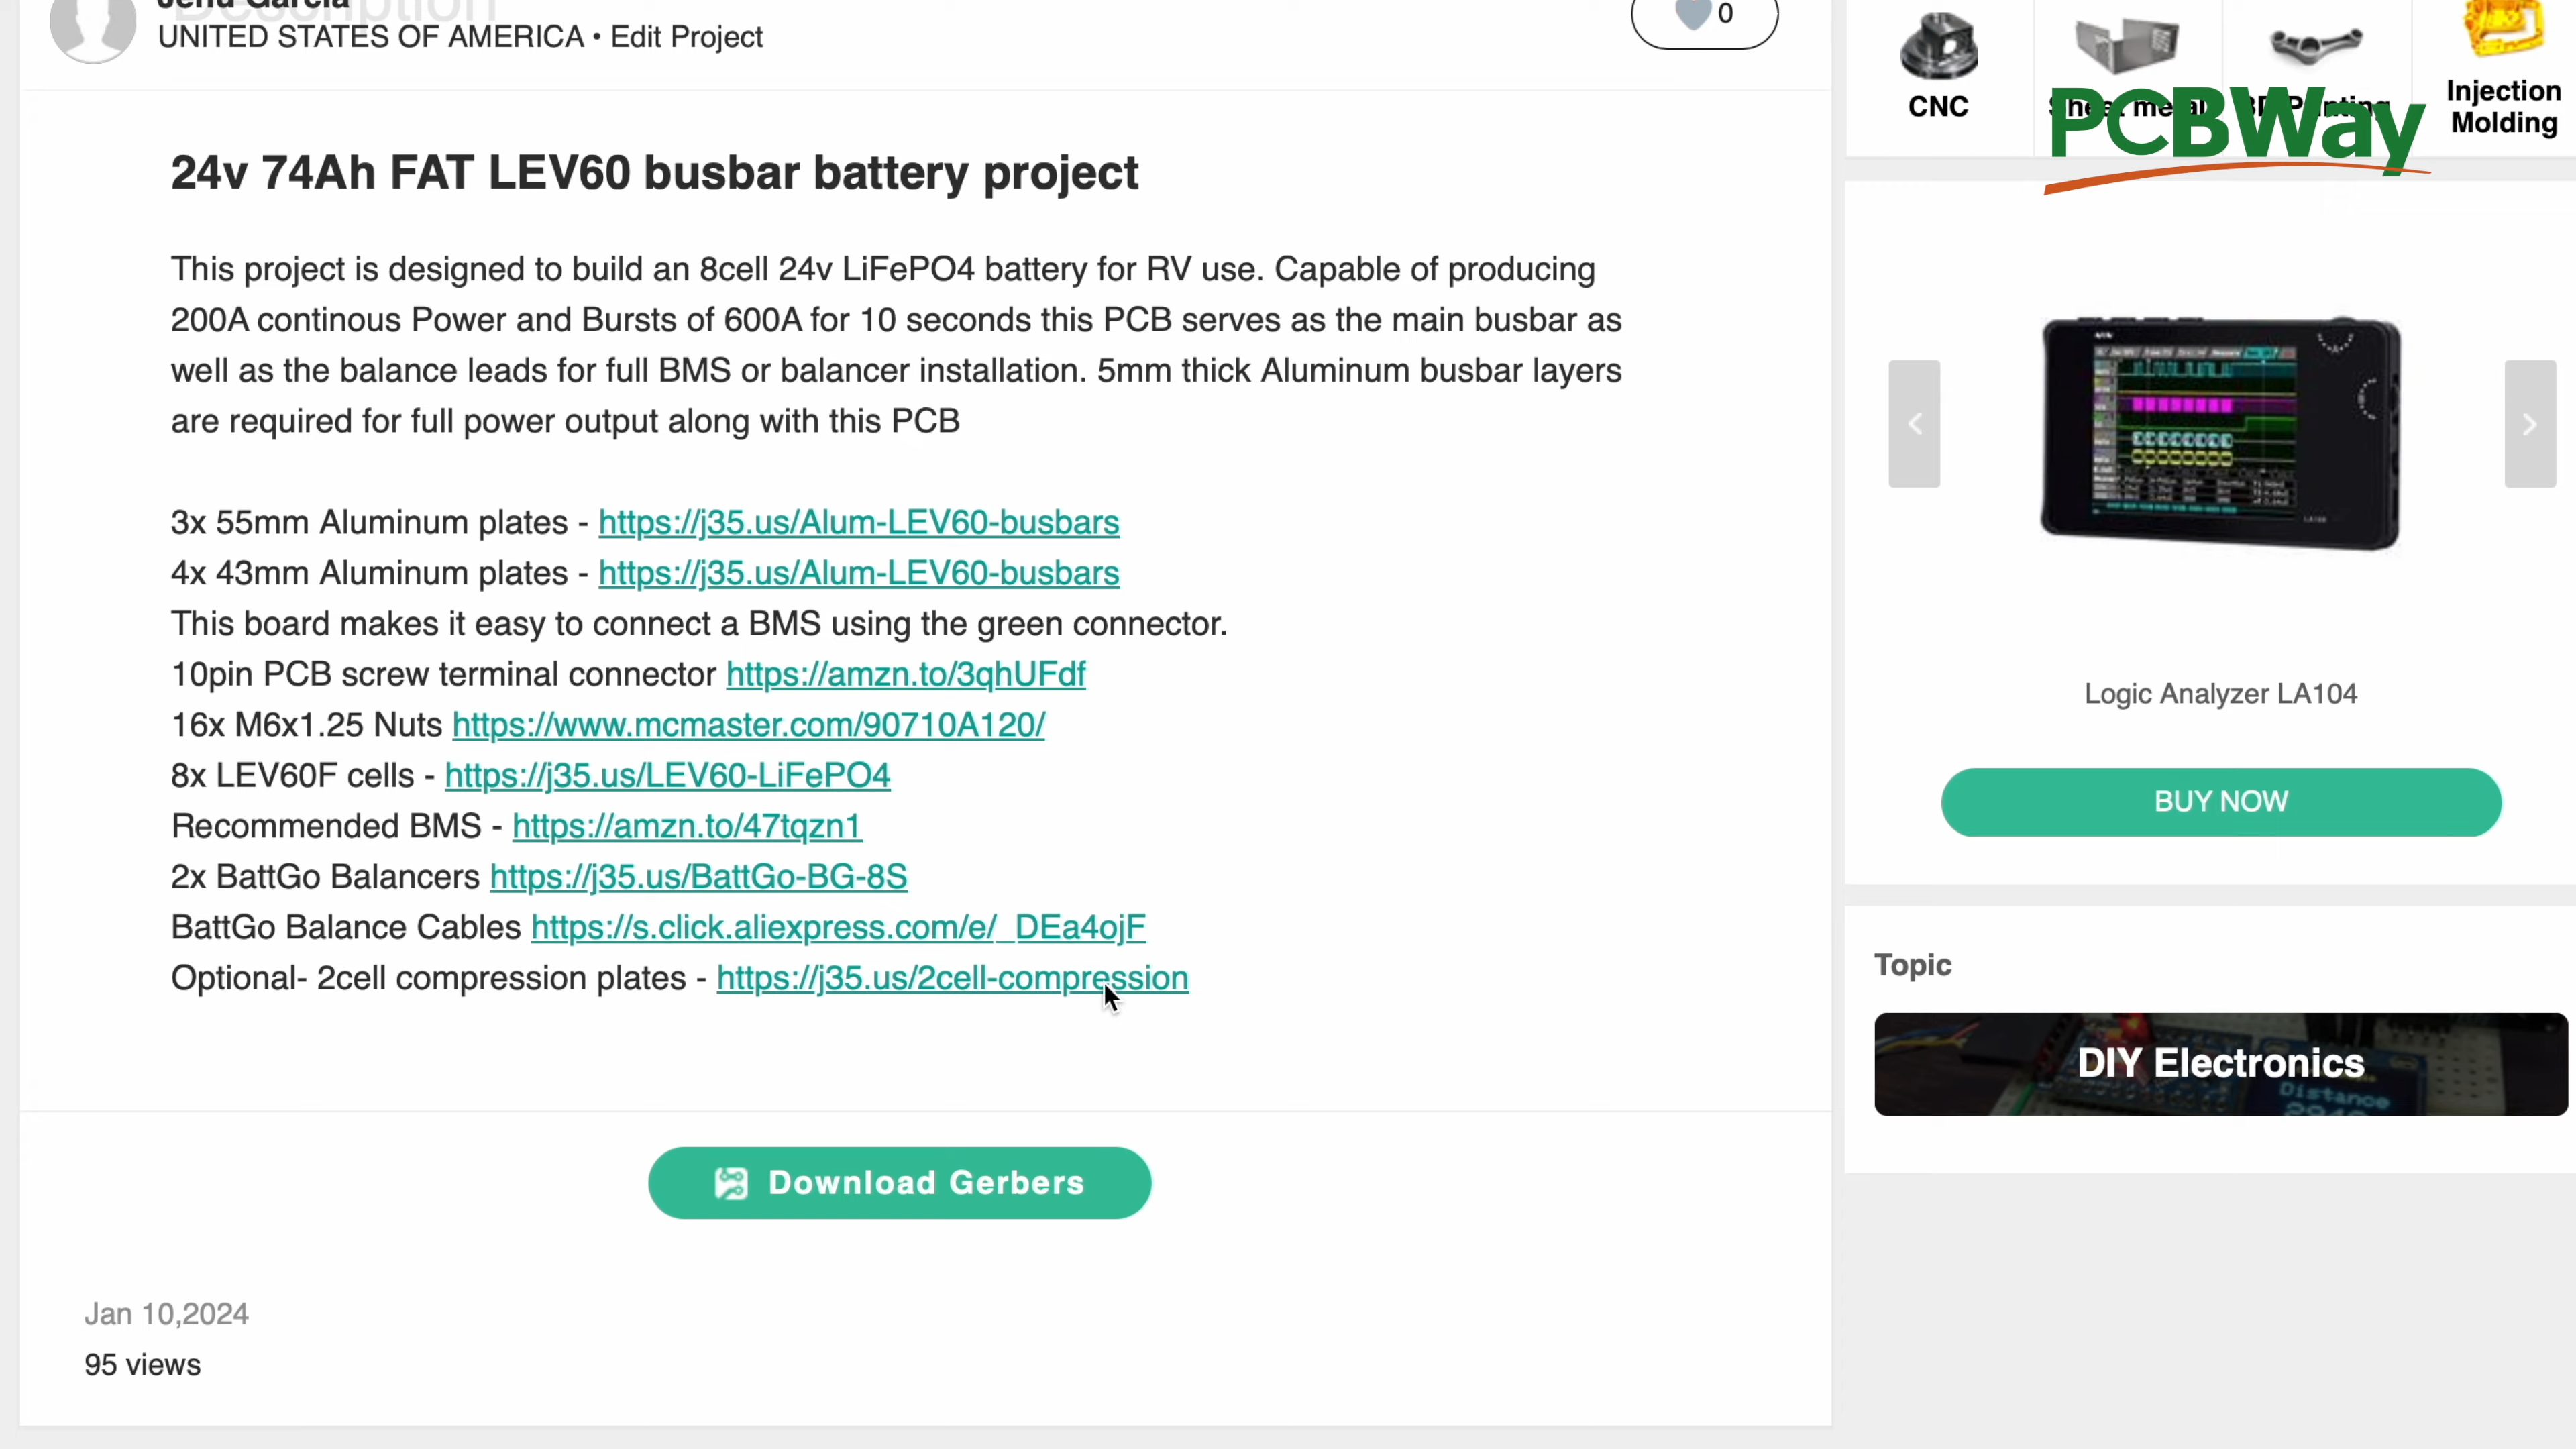 Description
Jehu Garcia
UNITED STATES OF AMERICA • Edit Project
0
24v 74Ah FAT LEV60 busbar battery project
This project is designed to build an 8cell 24v LiFePO4 battery for RV use. Capable of producing
200A continous Power and Bursts of 600A for 10 seconds this PCB serves as the main busbar as
well as the balance leads for full BMS or balancer installation. 5mm thick Aluminum busbar layers
are required for full power output along with this PCB
3x 55mm Aluminum plates - https://j35.us/Alum-LEV60-busbars
4x 43mm Aluminum plates - https://j35.us/Alum-LEV60-busbars
This board makes it easy to connect a BMS using the green connector.
10pin PCB screw terminal connector https://amzn.to/3qhUFdf
16x M6x1.25 Nuts https://www.mcmaster.com/90710A120/
8x LEV60F cells - https://j35.us/LEV60-LiFePO4
Recommended BMS - https://amzn.to/47tqzn1
2x BattGo Balancers https://j35.us/BattGo-BG-8S
BattGo Balance Cables https://s.click.aliexpress.com/e/_DEa4ojF
Optional- 2cell compression plates - https://j35.us/2cell-compression
Download Gerbers
Jan 10,2024
95 views
CNC
Sheet metal
3D Printing
Injection
Molding
PCBWay
Logic Analyzer LA104
BUY NOW
Topic
DIY Electronics
Distance